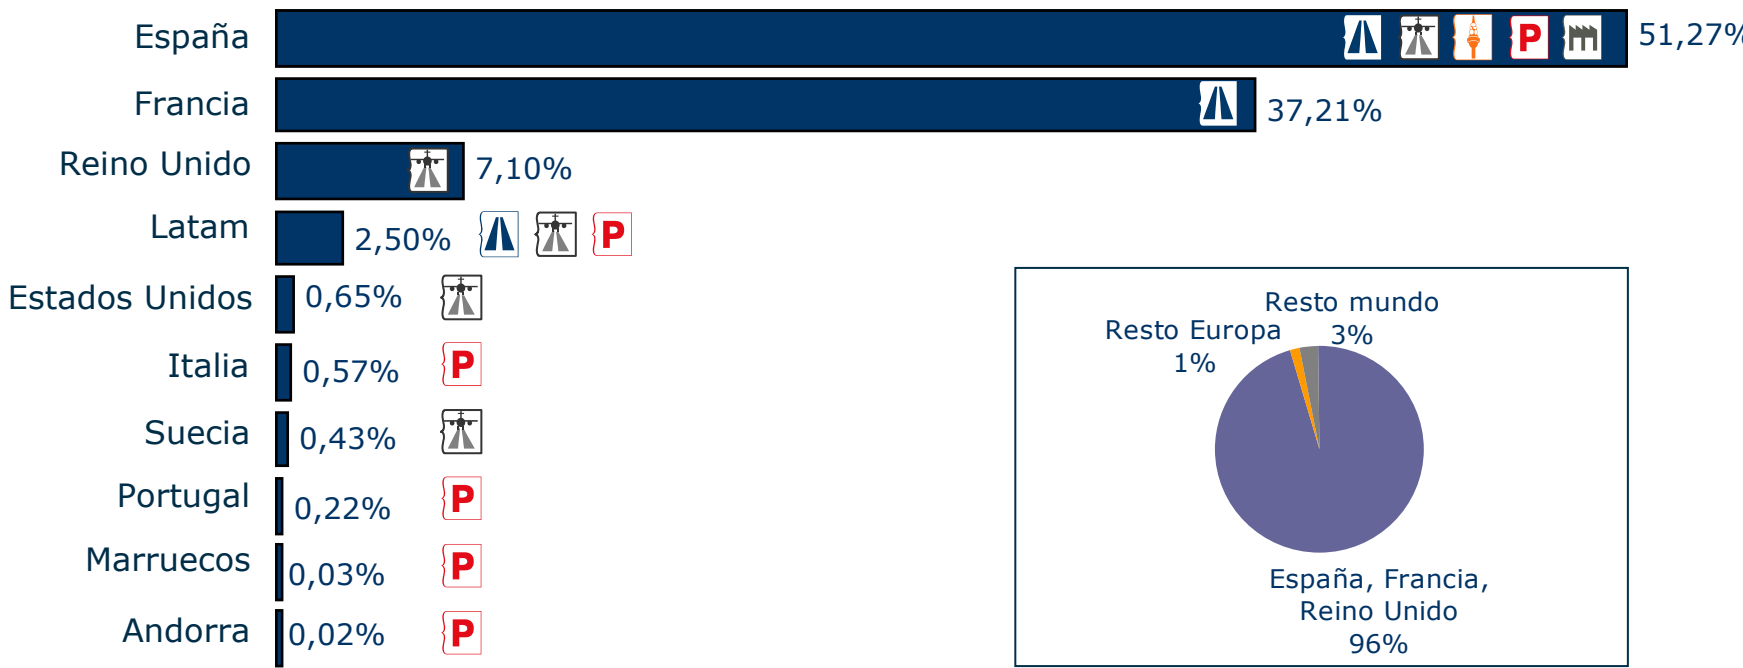 España
51,27%
Francia
37,21%
Reino Unido
7,10%
Latam
2,50%
P
Estados Unidos
0,65%
Italia
0,57%
P
Suecia
0,43%
Portugal
0,22%
P
Marruecos
0,03%
P
Andorra
0,02%
P
P
Resto mundo
3%
Resto Europa
1%
España, Francia,
Reino Unido
96%